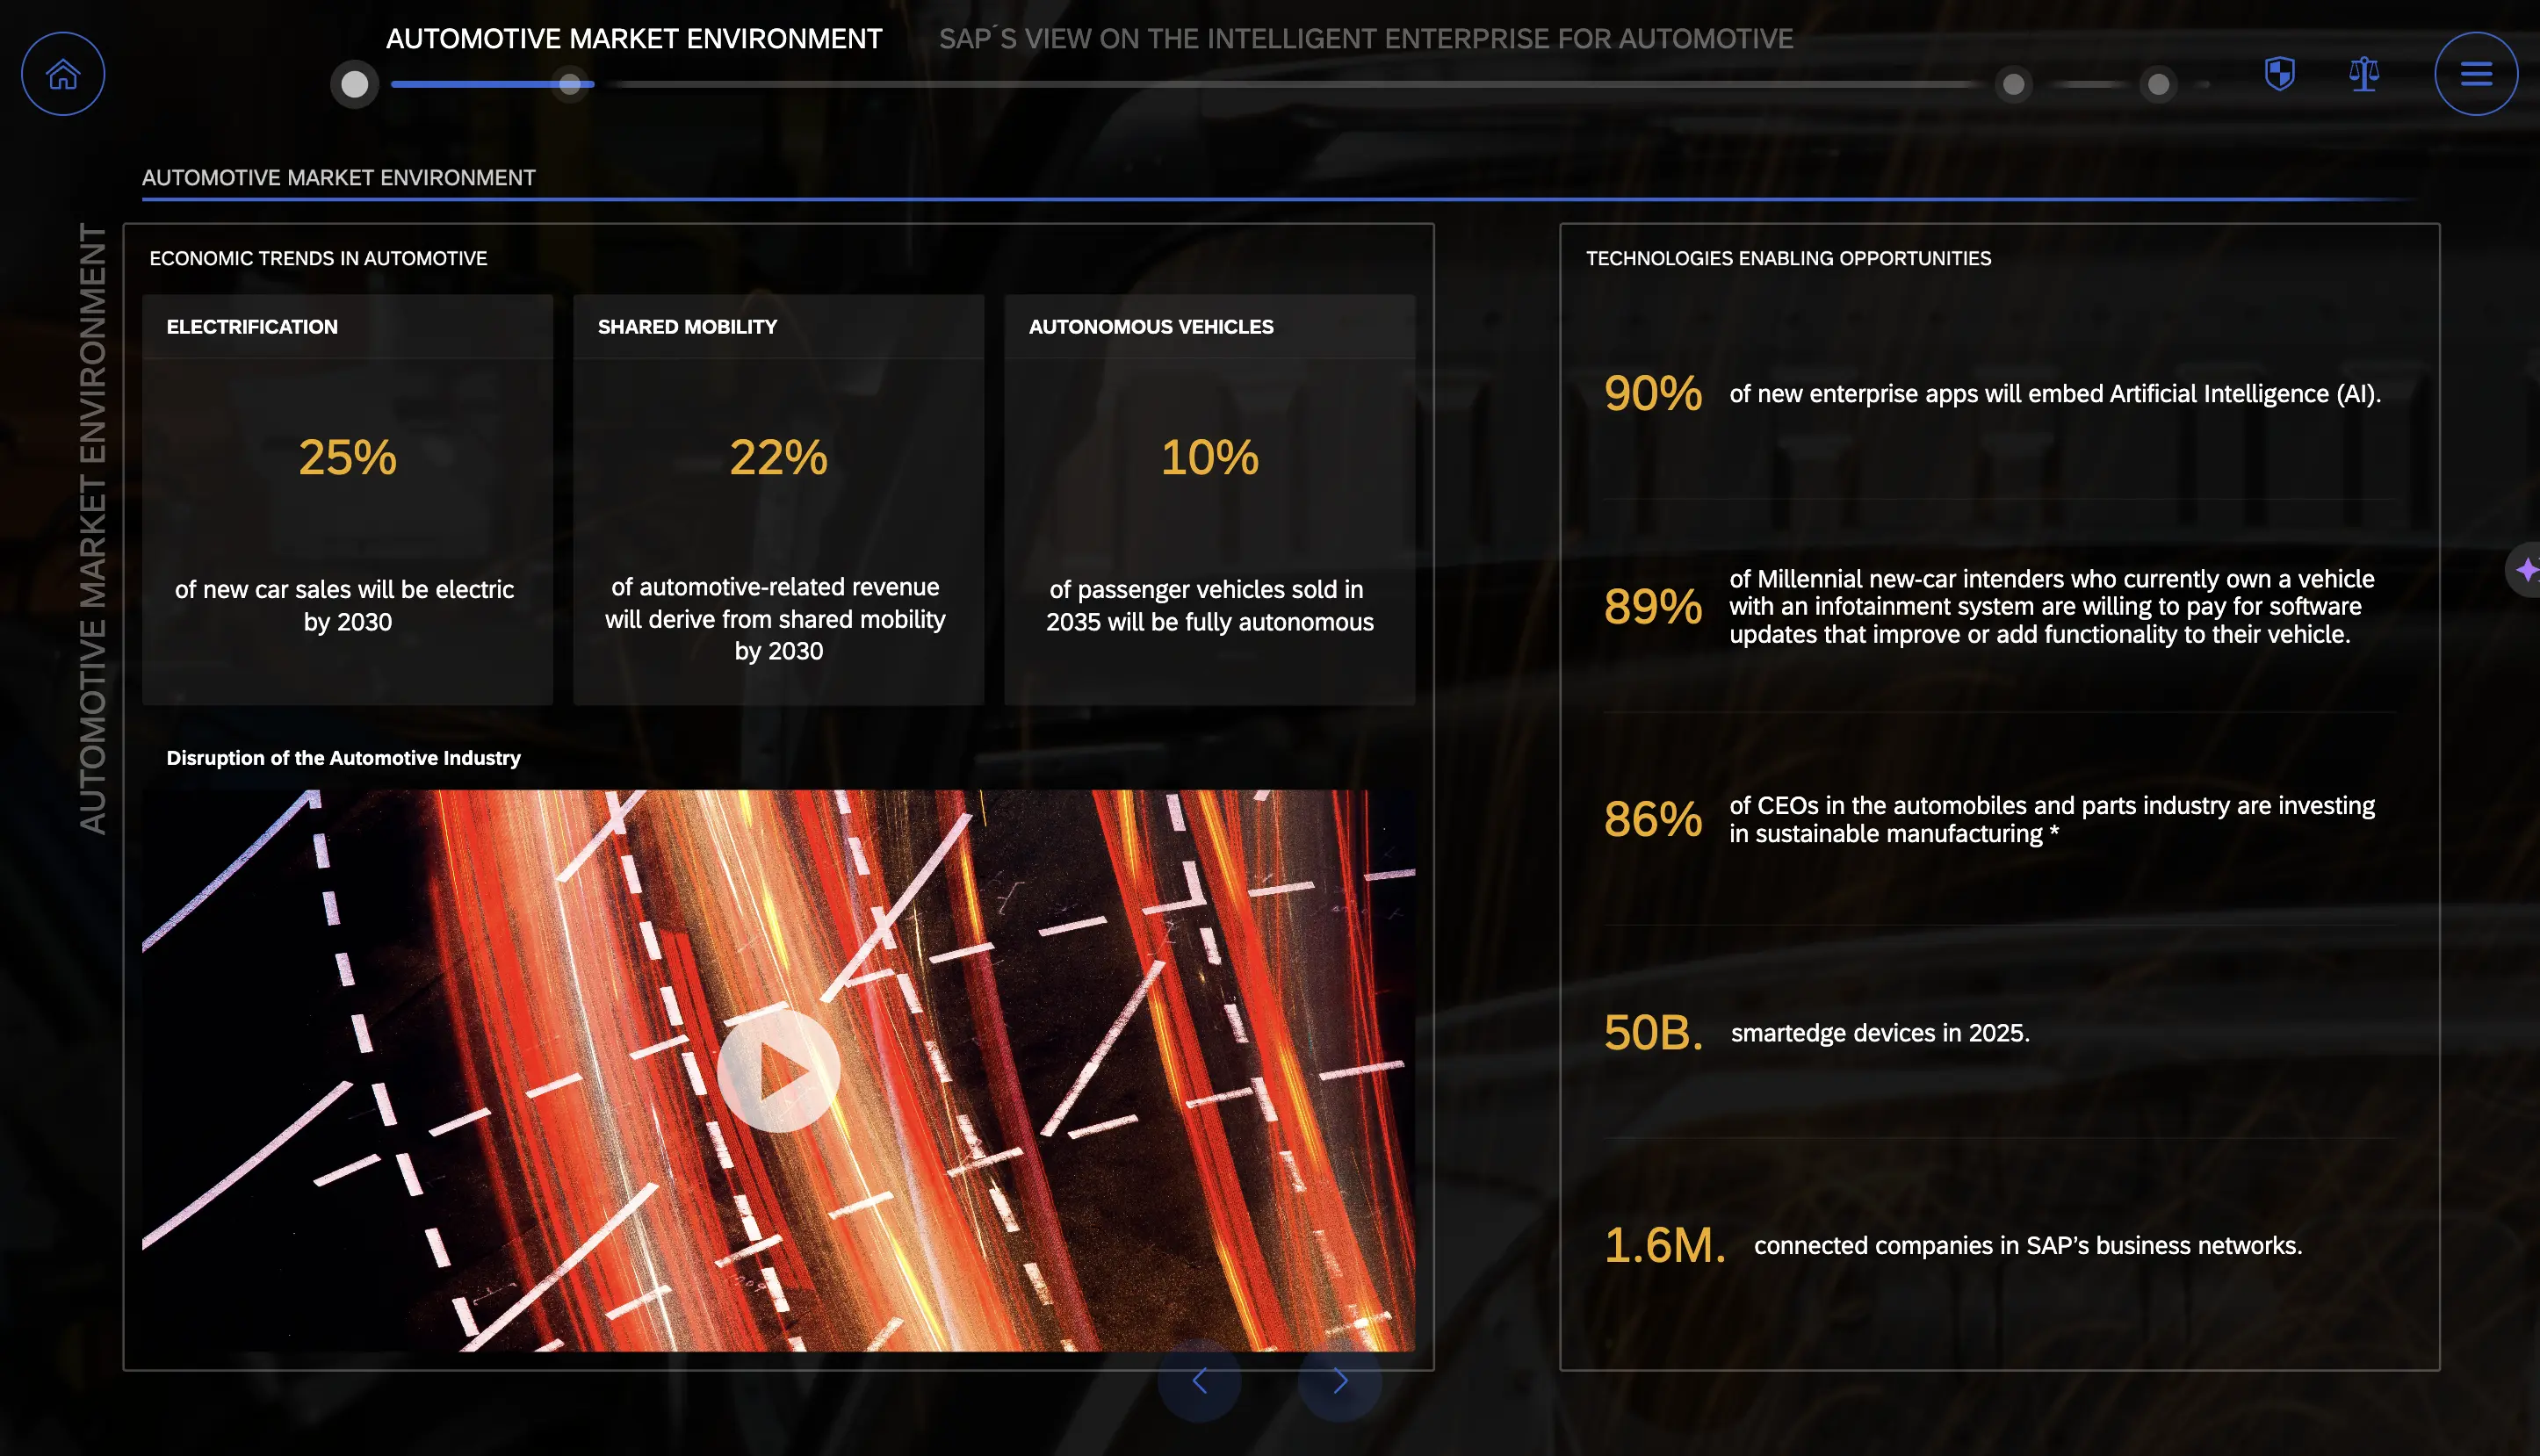 AUTOMOTIVE MARKET ENVIRONMENT
SAP´S VIEW ON THE INTELLIGENT ENTERPRISE FOR AUTOMOTIVE
AUTOMOTIVE MARKET ENVIRONMENT
AUTOMOTIVE MARKET ENVIRONMENT
ECONOMIC TRENDS IN AUTOMOTIVE
ELECTRIFICATION
25%
of new car sales will be electric
by 2030
SHARED MOBILITY
22%
of automotive-related revenue
will derive from shared mobility
by 2030
AUTONOMOUS VEHICLES
10%
of passenger vehicles sold in
2035 will be fully autonomous
Disruption of the Automotive Industry
TECHNOLOGIES ENABLING OPPORTUNITIES
90%
of new enterprise apps will embed Artificial Intelligence (AI).
89%
of Millennial new-car intenders who currently own a vehicle
with an infotainment system are willing to pay for software
updates that improve or add functionality to their vehicle.
86%
of CEOs in the automobiles and parts industry are investing
in sustainable manufacturing *
50B.
smartedge devices in 2025.
1.6M.
connected companies in SAP’s business networks.